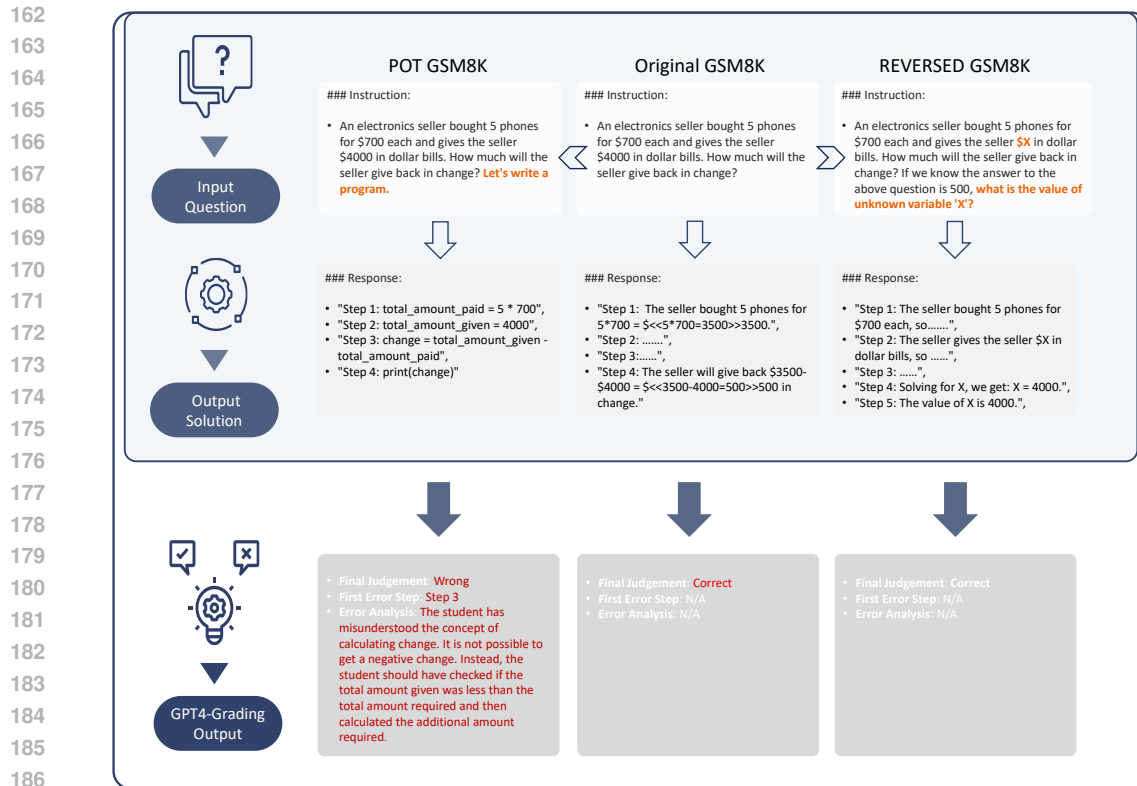 162
163
164
165
166
167
168
169
170
171
172
173
174
175
176
177
178
179
180
181
182
183
184
185
186
?
Input
Question
POT GSM8K
### Instruction:
• An electronics seller bought 5 phones
for $700 each and gives the seller
$4000 in dollar bills. How much will the
seller give back in change? Let's write a
program.
Original GSM8K
### Instruction:
• An electronics seller bought 5 phones
for $700 each and gives the seller
$4000 in dollar bills. How much will the
seller give back in change?
REVERSED GSM8K
### Instruction:
• An electronics seller bought 5 phones for
$700 each and gives the seller $X in dollar
bills. How much will the seller give back in
change? If we know the answer to the
above question is 500, what is the value of
unknown variable 'X'?
Output
Solution
### Response:
• "Step 1: total_amount_paid = 5 * 700",
• "Step 2: total_amount_given = 4000",
• "Step 3: change = total_amount_given -
total_amount_paid",
• "Step 4: print(change)"
### Response:
• "Step 1:  The seller bought 5 phones for
5*700 = $<<5*700=3500>>3500.",
• "Step 2: .......",
• "Step 3:......",
• "Step 4: The seller will give back $3500-
$4000 = $<<3500-4000=500>>500 in
change."
### Response:
• "Step 1: The seller bought 5 phones for
$700 each, so.......",
• "Step 2: The seller gives the seller $X in
dollar bills, so ......",
• "Step 3: ......",
• "Step 4: Solving for X, we get: X = 4000.",
• "Step 5: The value of X is 4000.",
GPT4-Grading
Output
• Final Judgement: Wrong
• First Error Step: Step 3
• Error Analysis: The student has
misunderstood the concept of
calculating change. It is not possible to
get a negative change. Instead, the
student should have checked if the
total amount given was less than the
total amount required and then
calculated the additional amount
required.
• Final Judgement: Correct
• First Error Step: N/A
• Error Analysis: N/A
• Final Judgement: Correct
• First Error Step: N/A
• Error Analysis: N/A